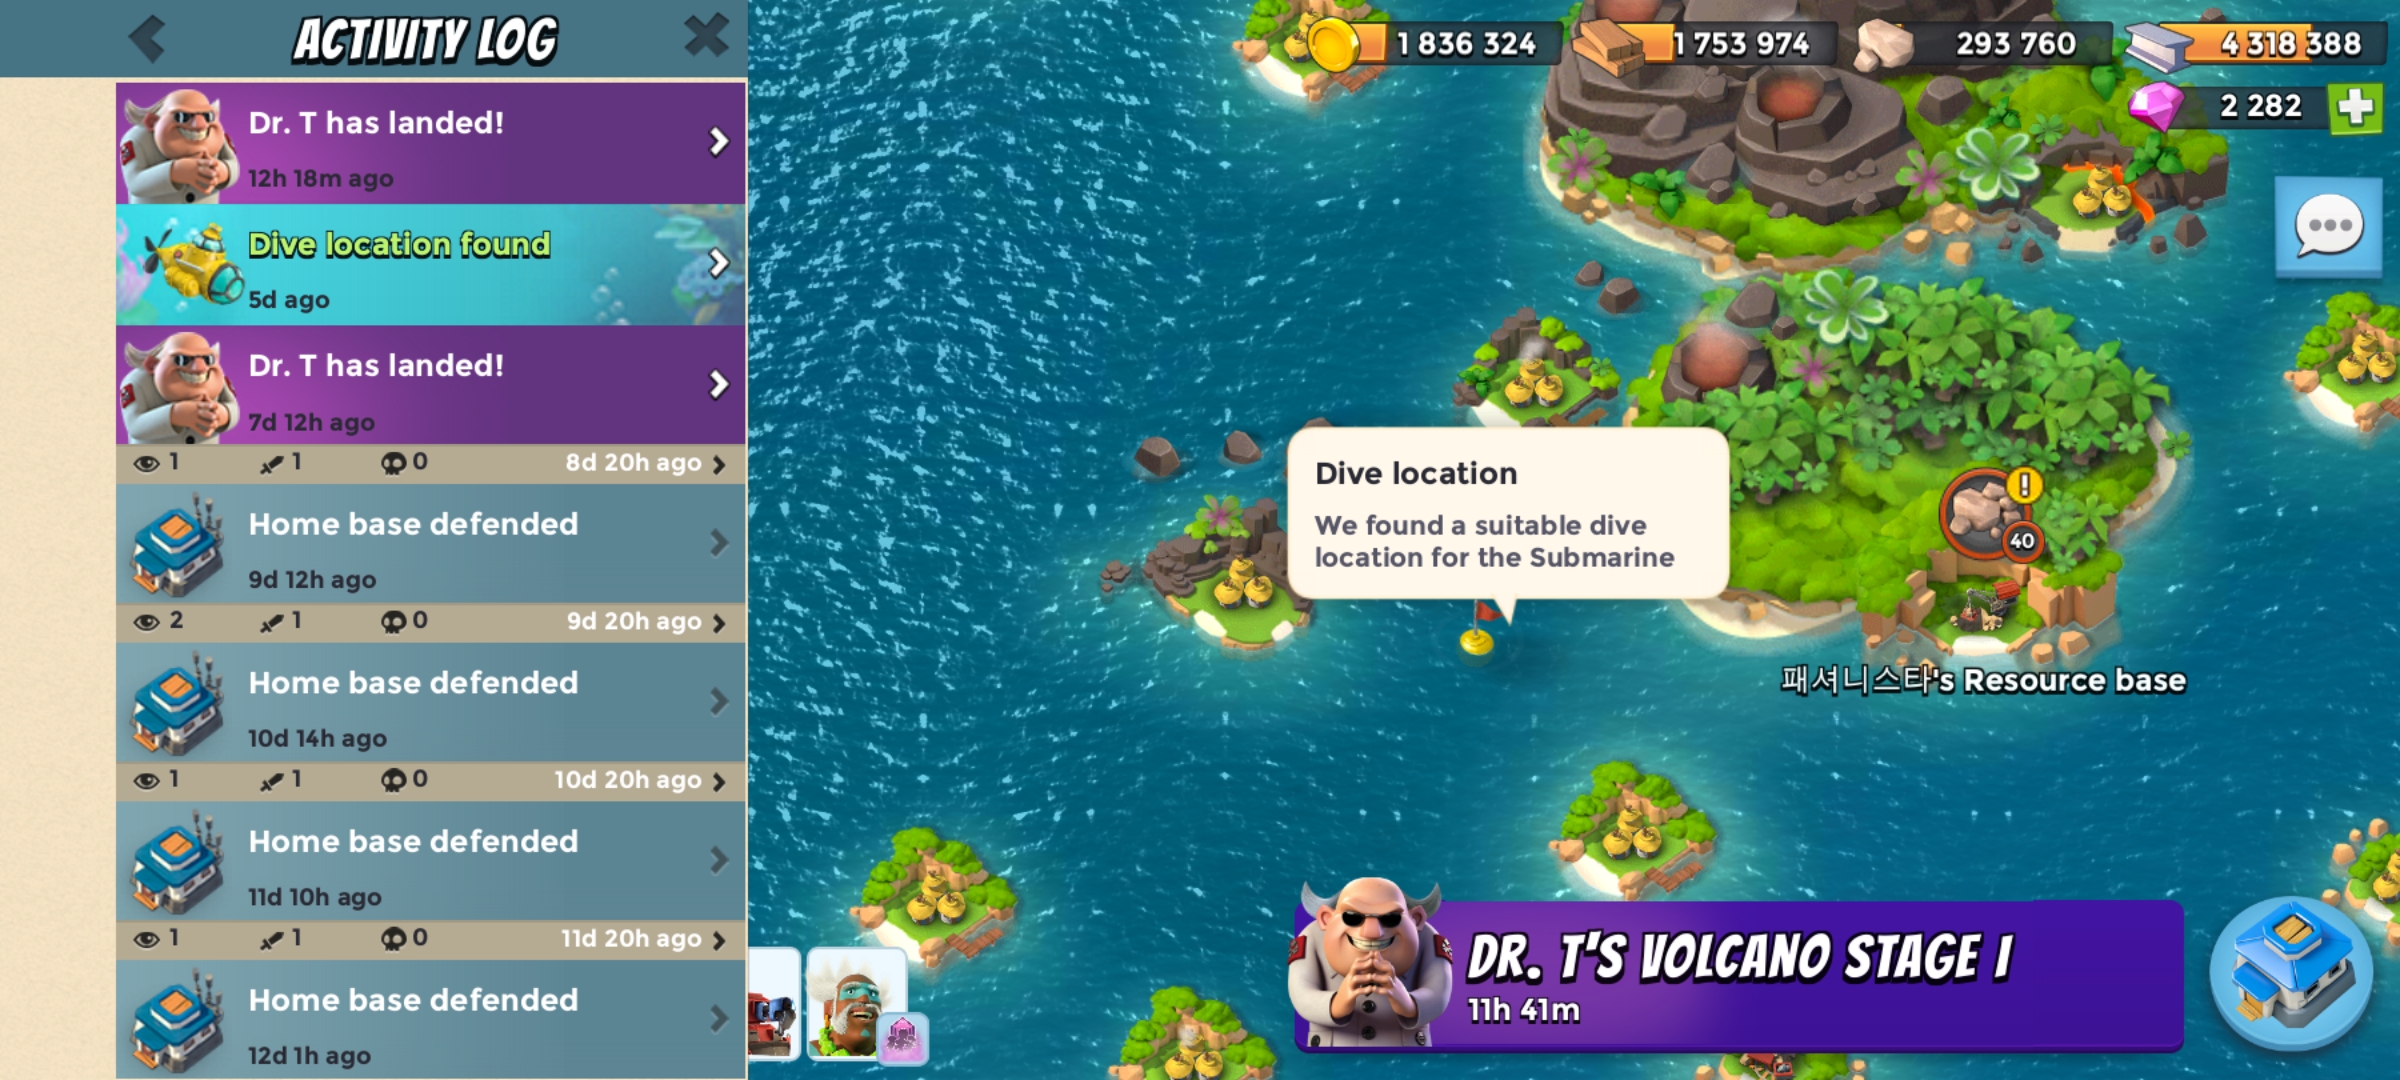 ACTIVITY LOG
Dr. T has landed!
12h 18m ago
Dive location found
5d ago
Dr. T has landed!
7d 12h ago
1 1 0 8d 20h ago
Home base defended
9d 12h ago
2 1 0 9d 20h ago
Home base defended
10d 14h ago
1 1 0 10d 20h ago
Home base defended
11d 10h ago
1 1 0 11d 20h ago
Home base defended
12d 1h ago
1 836 324
1 753 974
293 760
4 318 388
2 282
Dive location
We found a suitable dive
location for the Submarine
!
40
패셔니스타's Resource base
DR. T'S VOLCANO STAGE I
11h 41m